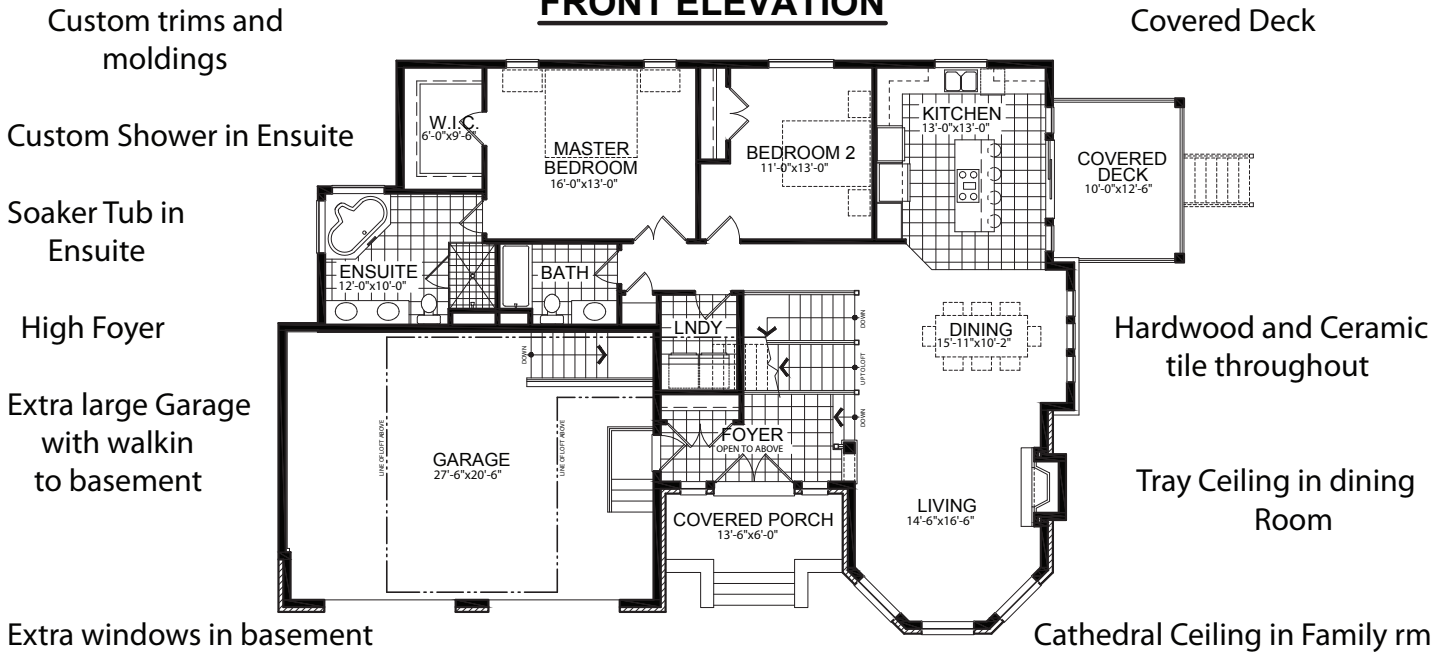 FRONT ELEVATION
Custom trims and
moldings
Covered Deck
Custom Shower in Ensuite
Soaker Tub in
Ensuite
High Foyer
Extra large Garage
with walkin
to basement
Extra windows in basement
W.I.C.
6'-0"x9'-6"
MASTER
BEDROOM
16'-0"x13'-0"
BEDROOM 2
11'-0"x13'-0"
KITCHEN
13'-0"x13'-0"
COVERED
DECK
10'-0"x12'-6"
ENSUITE
12'-0"x10'-0"
BATH
LNDY
DOWN
UP TO LOFT
DOWN
DINING
15'-11"x10'-2"
DOWN
LINE OF LOFT ABOVE
LINE OF LOFT ABOVE
GARAGE
27'-6"x20'-6"
FOYER
OPEN TO ABOVE
COVERED PORCH
13'-6"x6'-0"
LIVING
14'-6"x16'-6"
Hardwood and Ceramic
tile throughout
Tray Ceiling in dining
Room
Cathedral Ceiling in Family rm